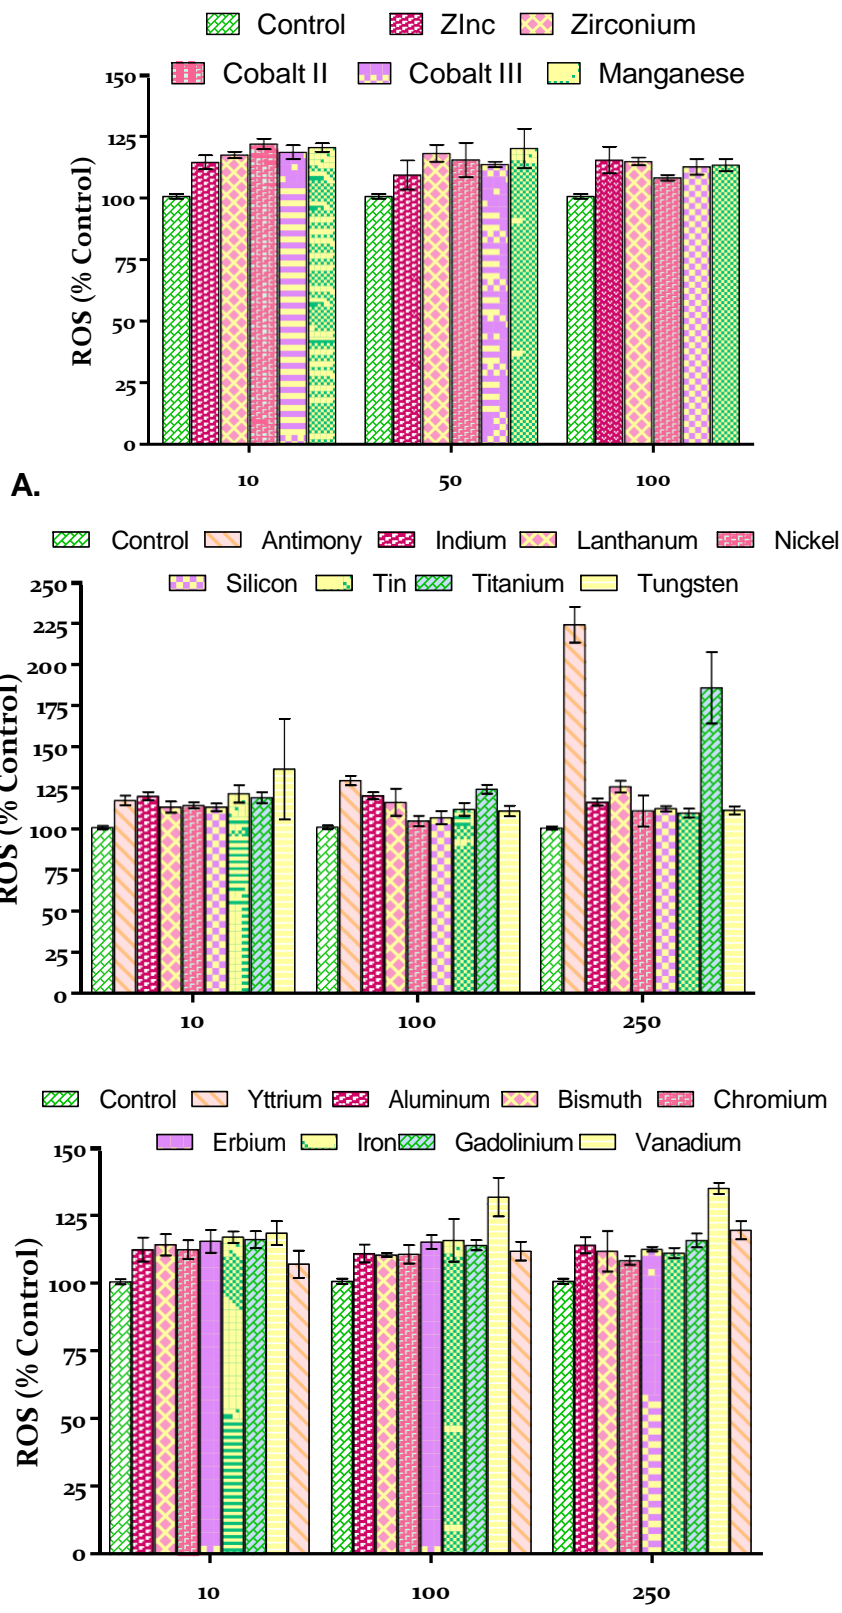 Control ZInc Zirconium
Cobalt II Cobalt III Manganese
150
125
100
75
50
25
0
ROS (% Control)
10 50 100
A.
Control Antimony Indium Lanthanum Nickel
Silicon Tin Titanium Tungsten
250
225
200
175
150
125
100
75
50
25
0
ROS (% Control)
10 100 250
Control Yttrium Aluminum Bismuth Chromium
Erbium Iron Gadolinium Vanadium
150
125
100
75
50
25
0
ROS (% Control)
10 100 250